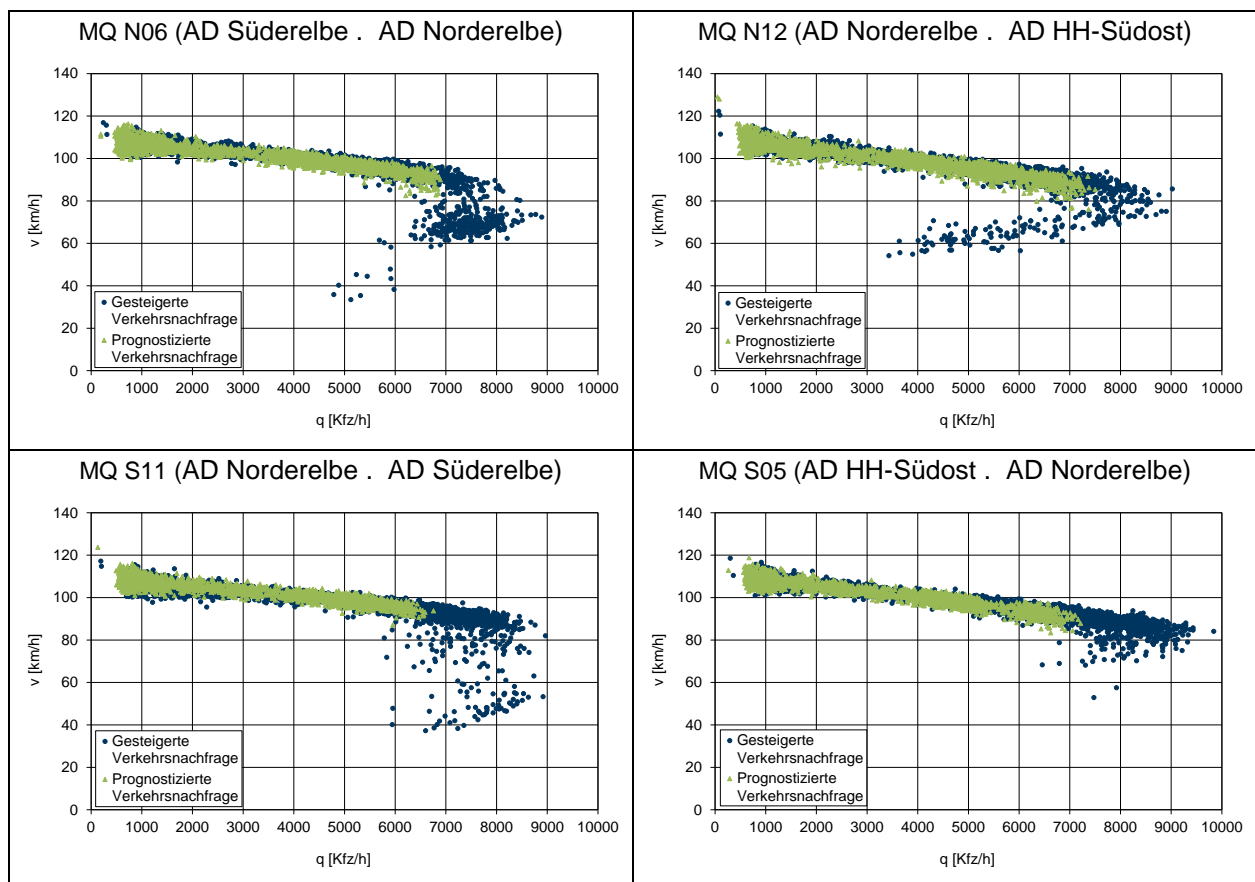 MQ N06 (AD Süderelbe . AD Norderelbe)
140
120
100
80
60
40
20
0
v [km/h]
Gesteigerte
Verkehrsnachfrage
Prognostizierte
Verkehrsnachfrage
0 1000 2000 3000 4000 5000 6000 7000 8000 9000 10000
q [Kfz/h]
MQ N12 (AD Norderelbe . AD HH-Südost)
140
120
100
80
60
40
20
0
v [km/h]
Gesteigerte
Verkehrsnachfrage
Prognostizierte
Verkehrsnachfrage
0 1000 2000 3000 4000 5000 6000 7000 8000 9000 10000
q [Kfz/h]
MQ S11 (AD Norderelbe . AD Süderelbe)
140
120
100
80
60
40
20
0
v [km/h]
Gesteigerte
Verkehrsnachfrage
Prognostizierte
Verkehrsnachfrage
0 1000 2000 3000 4000 5000 6000 7000 8000 9000 10000
q [Kfz/h]
MQ S05 (AD HH-Südost . AD Norderelbe)
140
120
100
80
60
40
20
0
v [km/h]
Gesteigerte
Verkehrsnachfrage
Prognostizierte
Verkehrsnachfrage
0 1000 2000 3000 4000 5000 6000 7000 8000 9000 10000
q [Kfz/h]